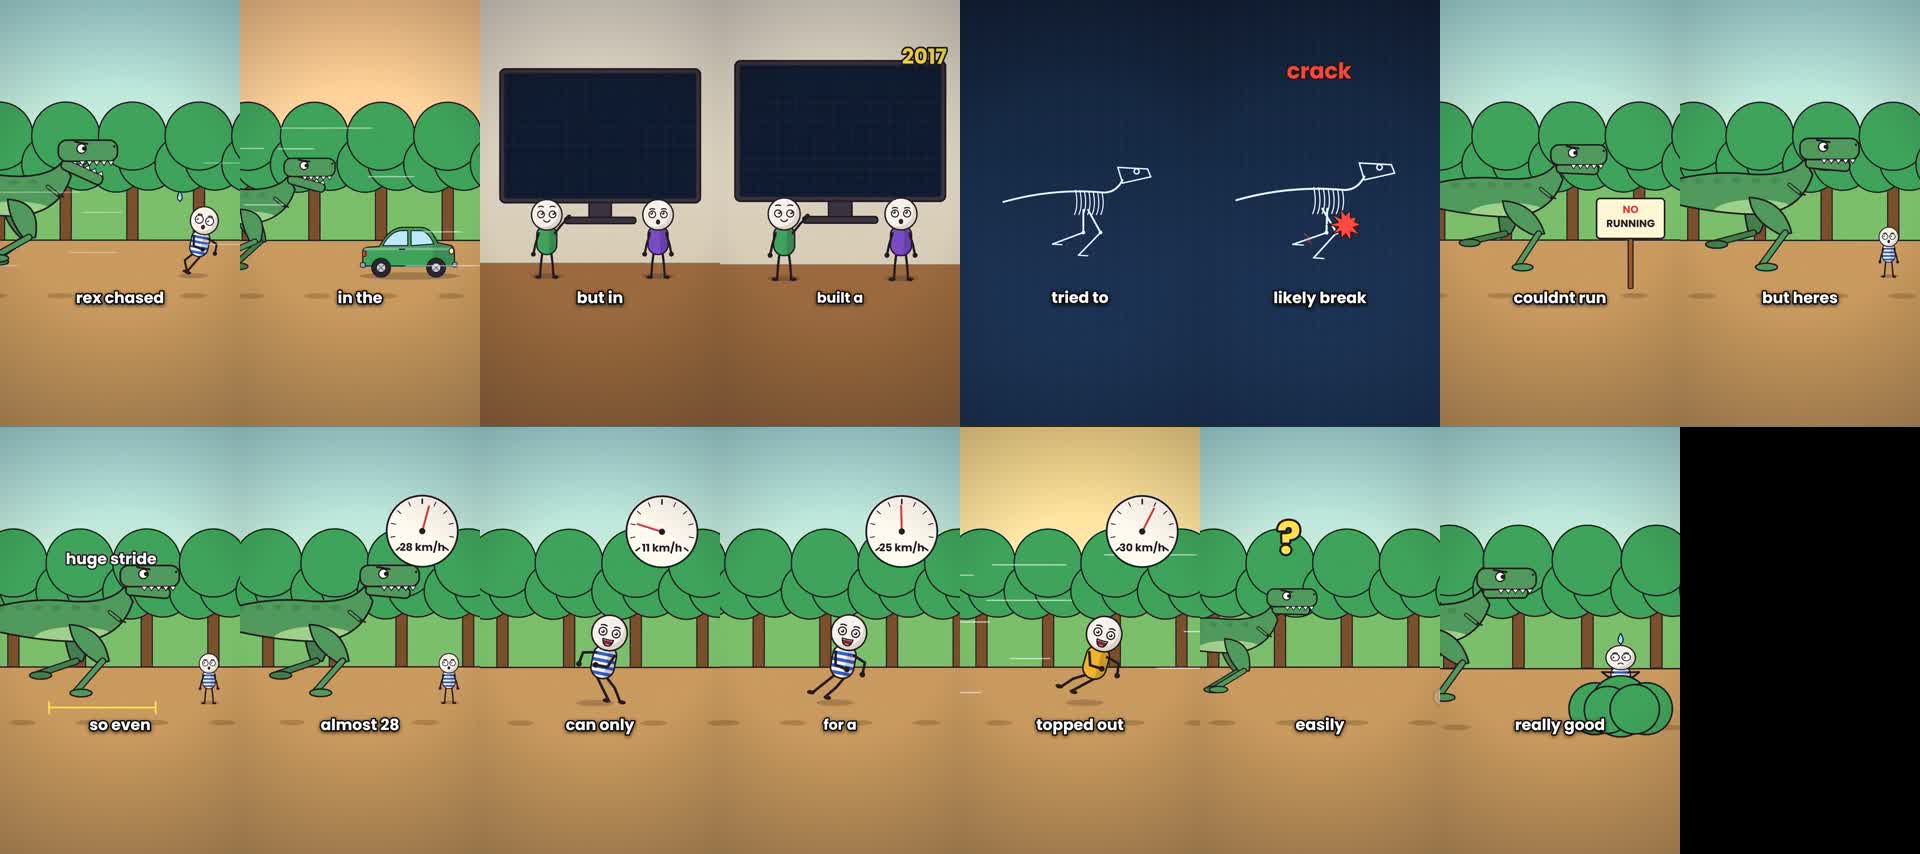 rex chased
in the
but in
2017
built a
tried to
crack
likely break
NO
RUNNING
couldnt run
but heres
huge stride
so even
28 km/h
almost 28
11 km/h
can only
25 km/h
for a
30 km/h
topped out
?
easily
really good